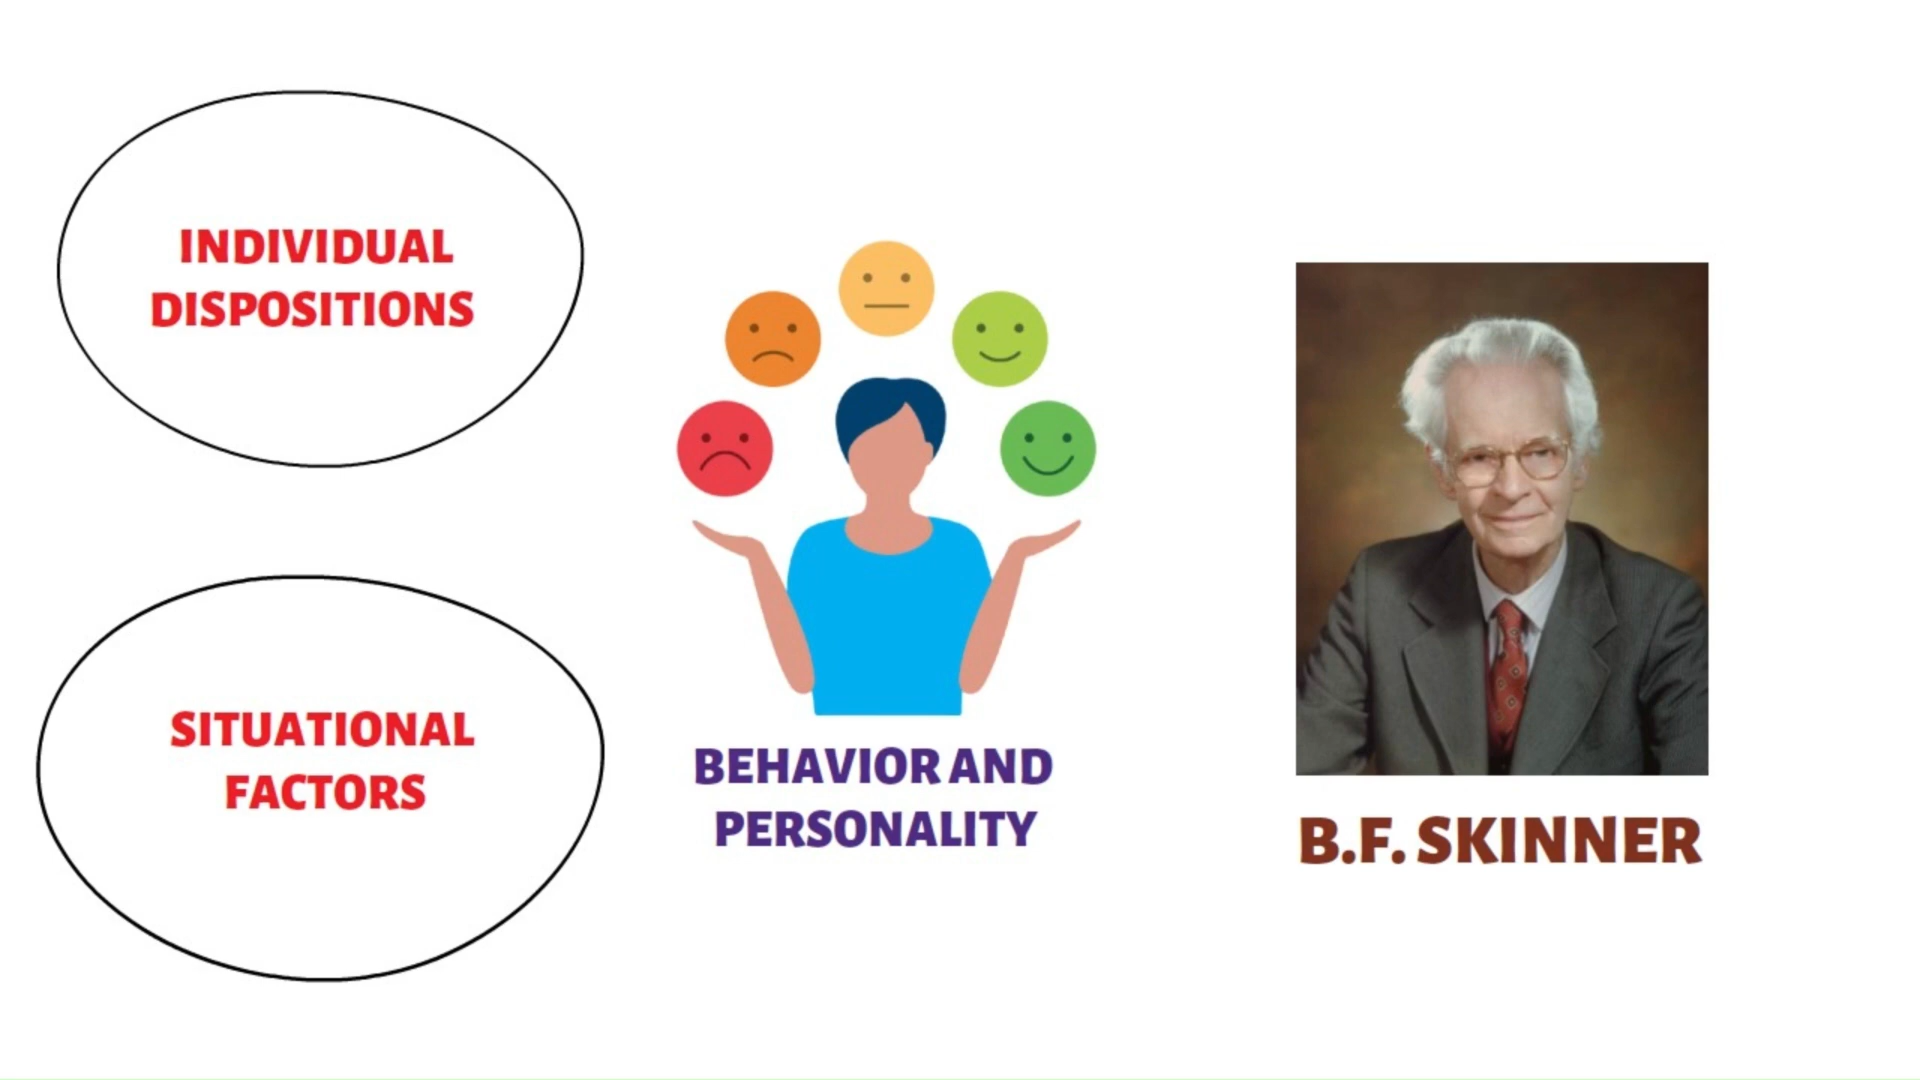 INDIVIDUAL
DISPOSITIONS
SITUATIONAL
FACTORS
BEHAVIOR AND
PERSONALITY
B.F. SKINNER